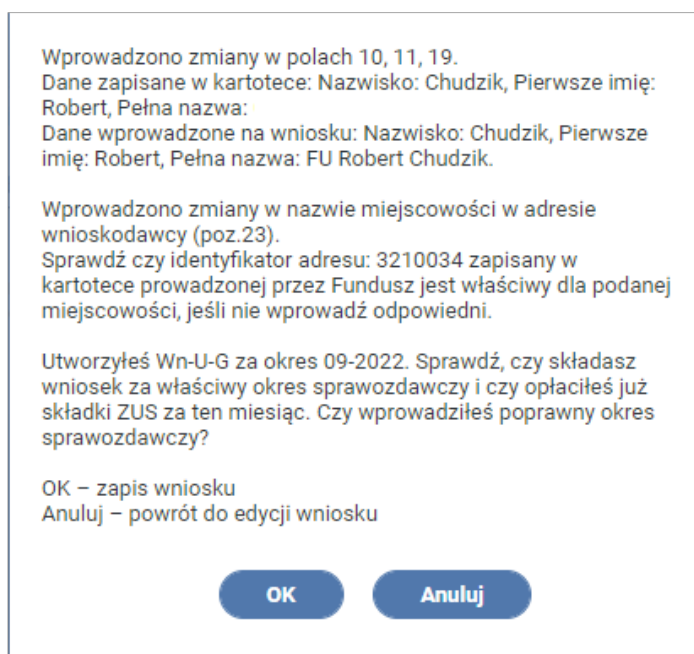 Wprowadzono zmiany w polach 10, 11, 19.
Dane zapisane w kartotece: Nazwisko: Chudzik, Pierwsze imię:
Robert, Pełna nazwa:
Dane wprowadzone na wniosku: Nazwisko: Chudzik, Pierwsze
imię: Robert, Pełna nazwa: FU Robert Chudzik.
Wprowadzono zmiany w nazwie miejscowości w adresie
wnioskodawcy (poz.23).
Sprawdź czy identyfikator adresu: 3210034 zapisany w
kartotece prowadzonej przez Fundusz jest właściwy dla podanej
miejscowości, jeśli nie wprowadź odpowiedni.
Utworzyłeś Wn-U-G za okres 09-2022. Sprawdź, czy składasz
wniosek za właściwy okres sprawozdawczy i czy opłaciłeś już
składki ZUS za ten miesiąc. Czy wprowadziłeś poprawny okres
sprawozdawczy?
OK – zapis wniosku
Anuluj – powrót do edycji wniosku
OK Anuluj